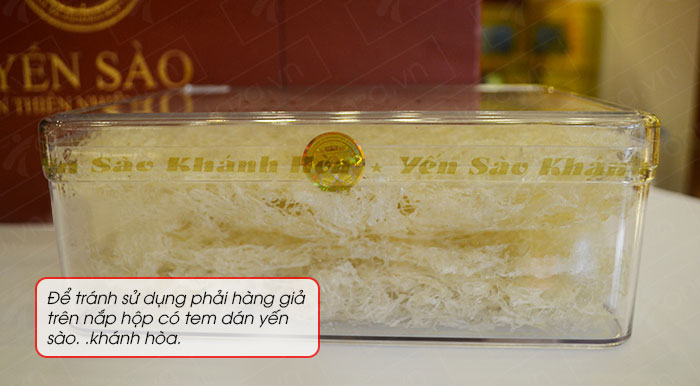 YẾN SÀO
Yến Sào Khánh Hòa ★ Yến Sào Khánh
Để tránh sử dụng phải hàng giả
trên nắp hộp có tem dán yến
sào. .khánh hòa.